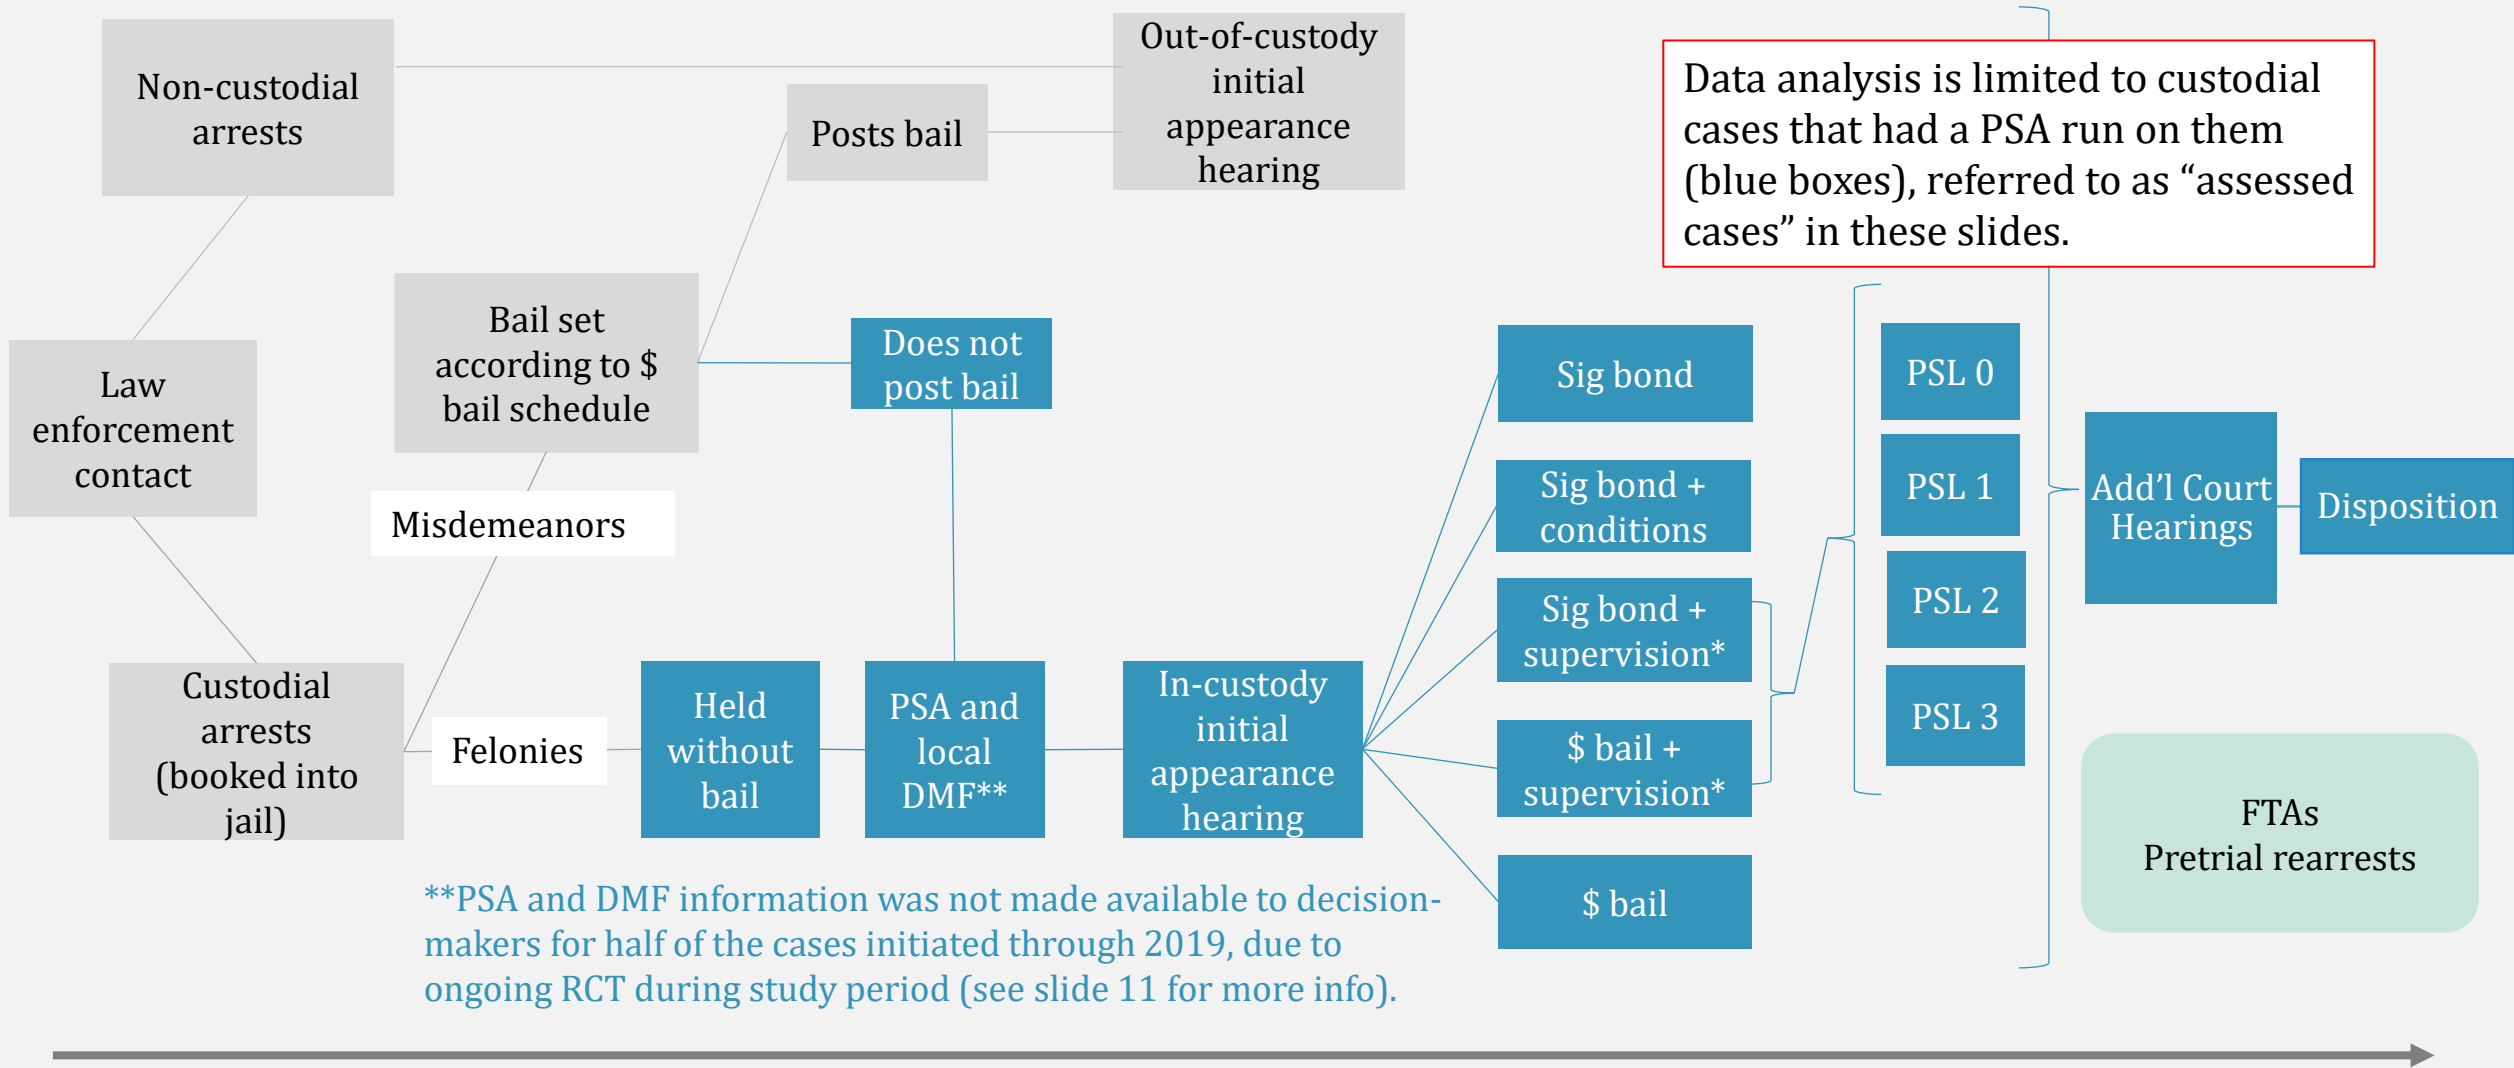 Non-custodial
arrests
Out-of-custody
initial
appearance
hearing
Posts bail
Data analysis is limited to custodial
cases that had a PSA run on them
(blue boxes), referred to as “assessed
cases” in these slides.
Law
enforcement
contact
Bail set
according to $
bail schedule
Does not
post bail
Misdemeanors
Custodial
arrests
(booked into
jail)
Felonies
Held
without
bail
PSA and
local
DMF**
In-custody
initial
appearance
hearing
Sig bond
Sig bond +
conditions
Sig bond +
supervision*
$ bail +
supervision*
$ bail
PSL 0
PSL 1
PSL 2
PSL 3
Add’l Court
Hearings
Disposition
FTAs
Pretrial rearrests
**PSA and DMF information was not made available to decision-
makers for half of the cases initiated through 2019, due to
ongoing RCT during study period (see slide 11 for more info).